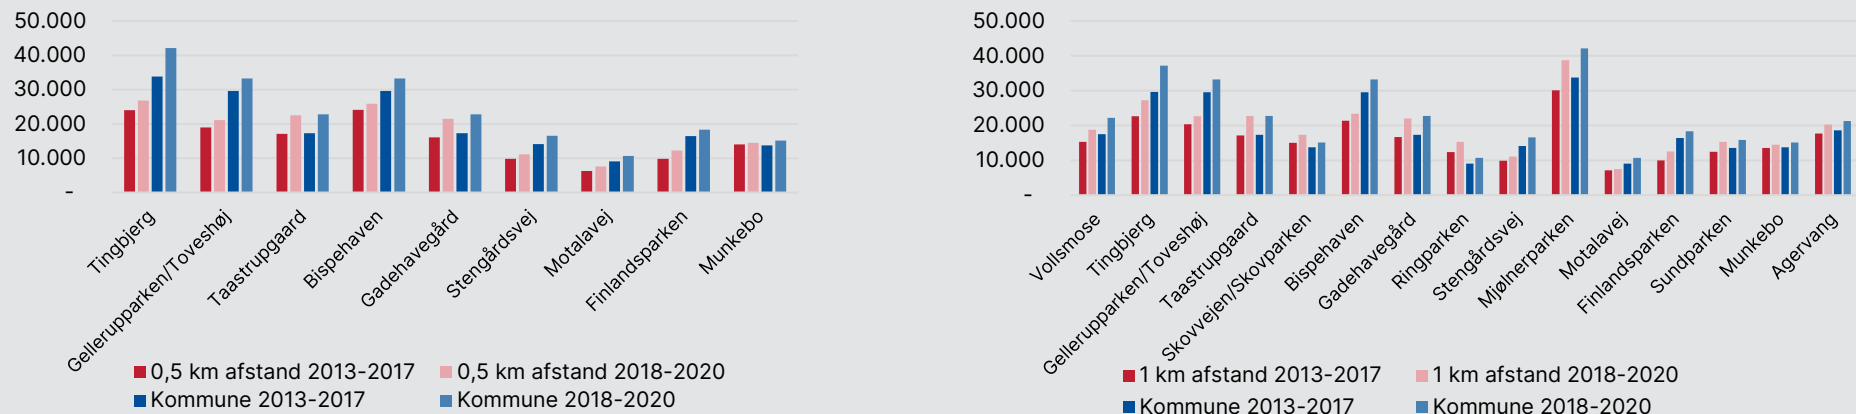 50.000
40.000
30.000
20.000
10.000
-
Tingbjerg
Gellerupparken/Toveshøj
Taastrupgaard
Bispehaven
Gadehavegård
Stengårdsvej
Motalavej
Finlandsparken
Munkebo
0,5 km afstand 2013-2017
0,5 km afstand 2018-2020
Kommune 2013-2017
Kommune 2018-2020
50.000
40.000
30.000
20.000
10.000
-
Vollsmose
Tingbjerg
Gellerupparken/Toveshøj
Taastrupgaard
Skovvejen/Skovparken
Bispehaven
Gadehavegård
Ringparken
Stengårdsvej
Mjølnerparken
Motalavej
Finlandsparken
Sundparken
Munkebo
Agervang
1 km afstand 2013-2017
1 km afstand 2018-2020
Kommune 2013-2017
Kommune 2018-2020